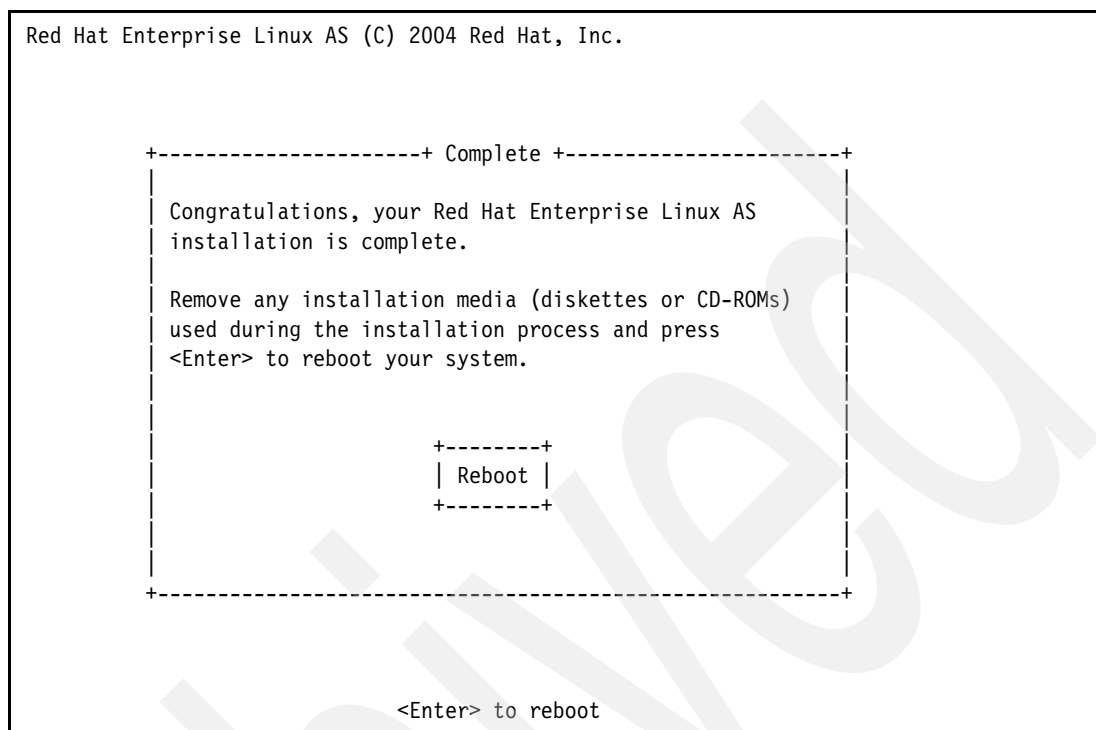 Red Hat Enterprise Linux AS (C) 2004 Red Hat, Inc.
+----------------------+ Complete +-----------------------+
Congratulations, your Red Hat Enterprise Linux AS
installation is complete.
Remove any installation media (diskettes or CD-ROMs)
used during the installation process and press
<Enter> to reboot your system.
+--------+
| Reboot |
+--------+
+---------------------------------------------------------+
<Enter> to reboot